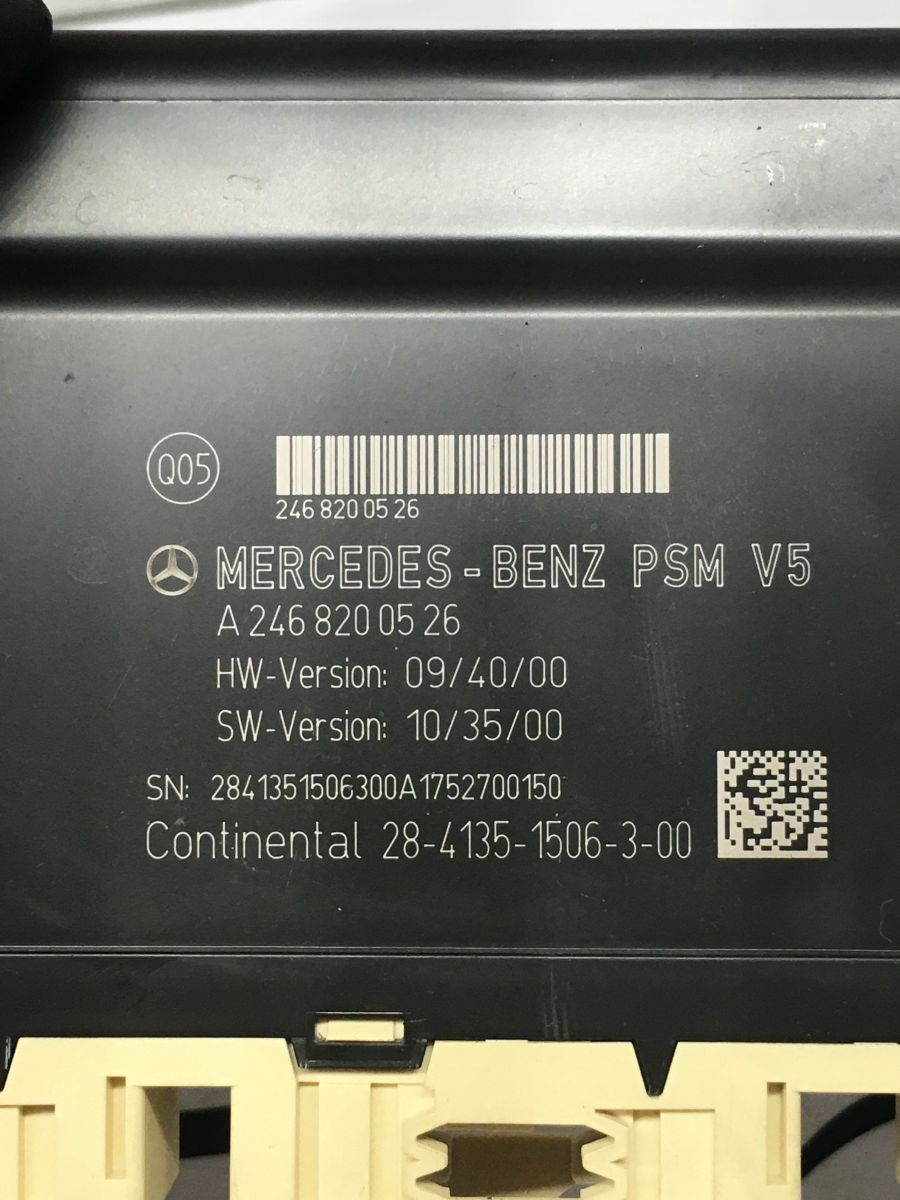 Q05
246 820 05 26
MERCEDES-BENZ PSM V5
A 246 820 05 26
HW-Version: 09/40/00
SW-Version: 10/35/00
SN: 2841351506300A1752700150
Continental 28-4135-1506-3-00